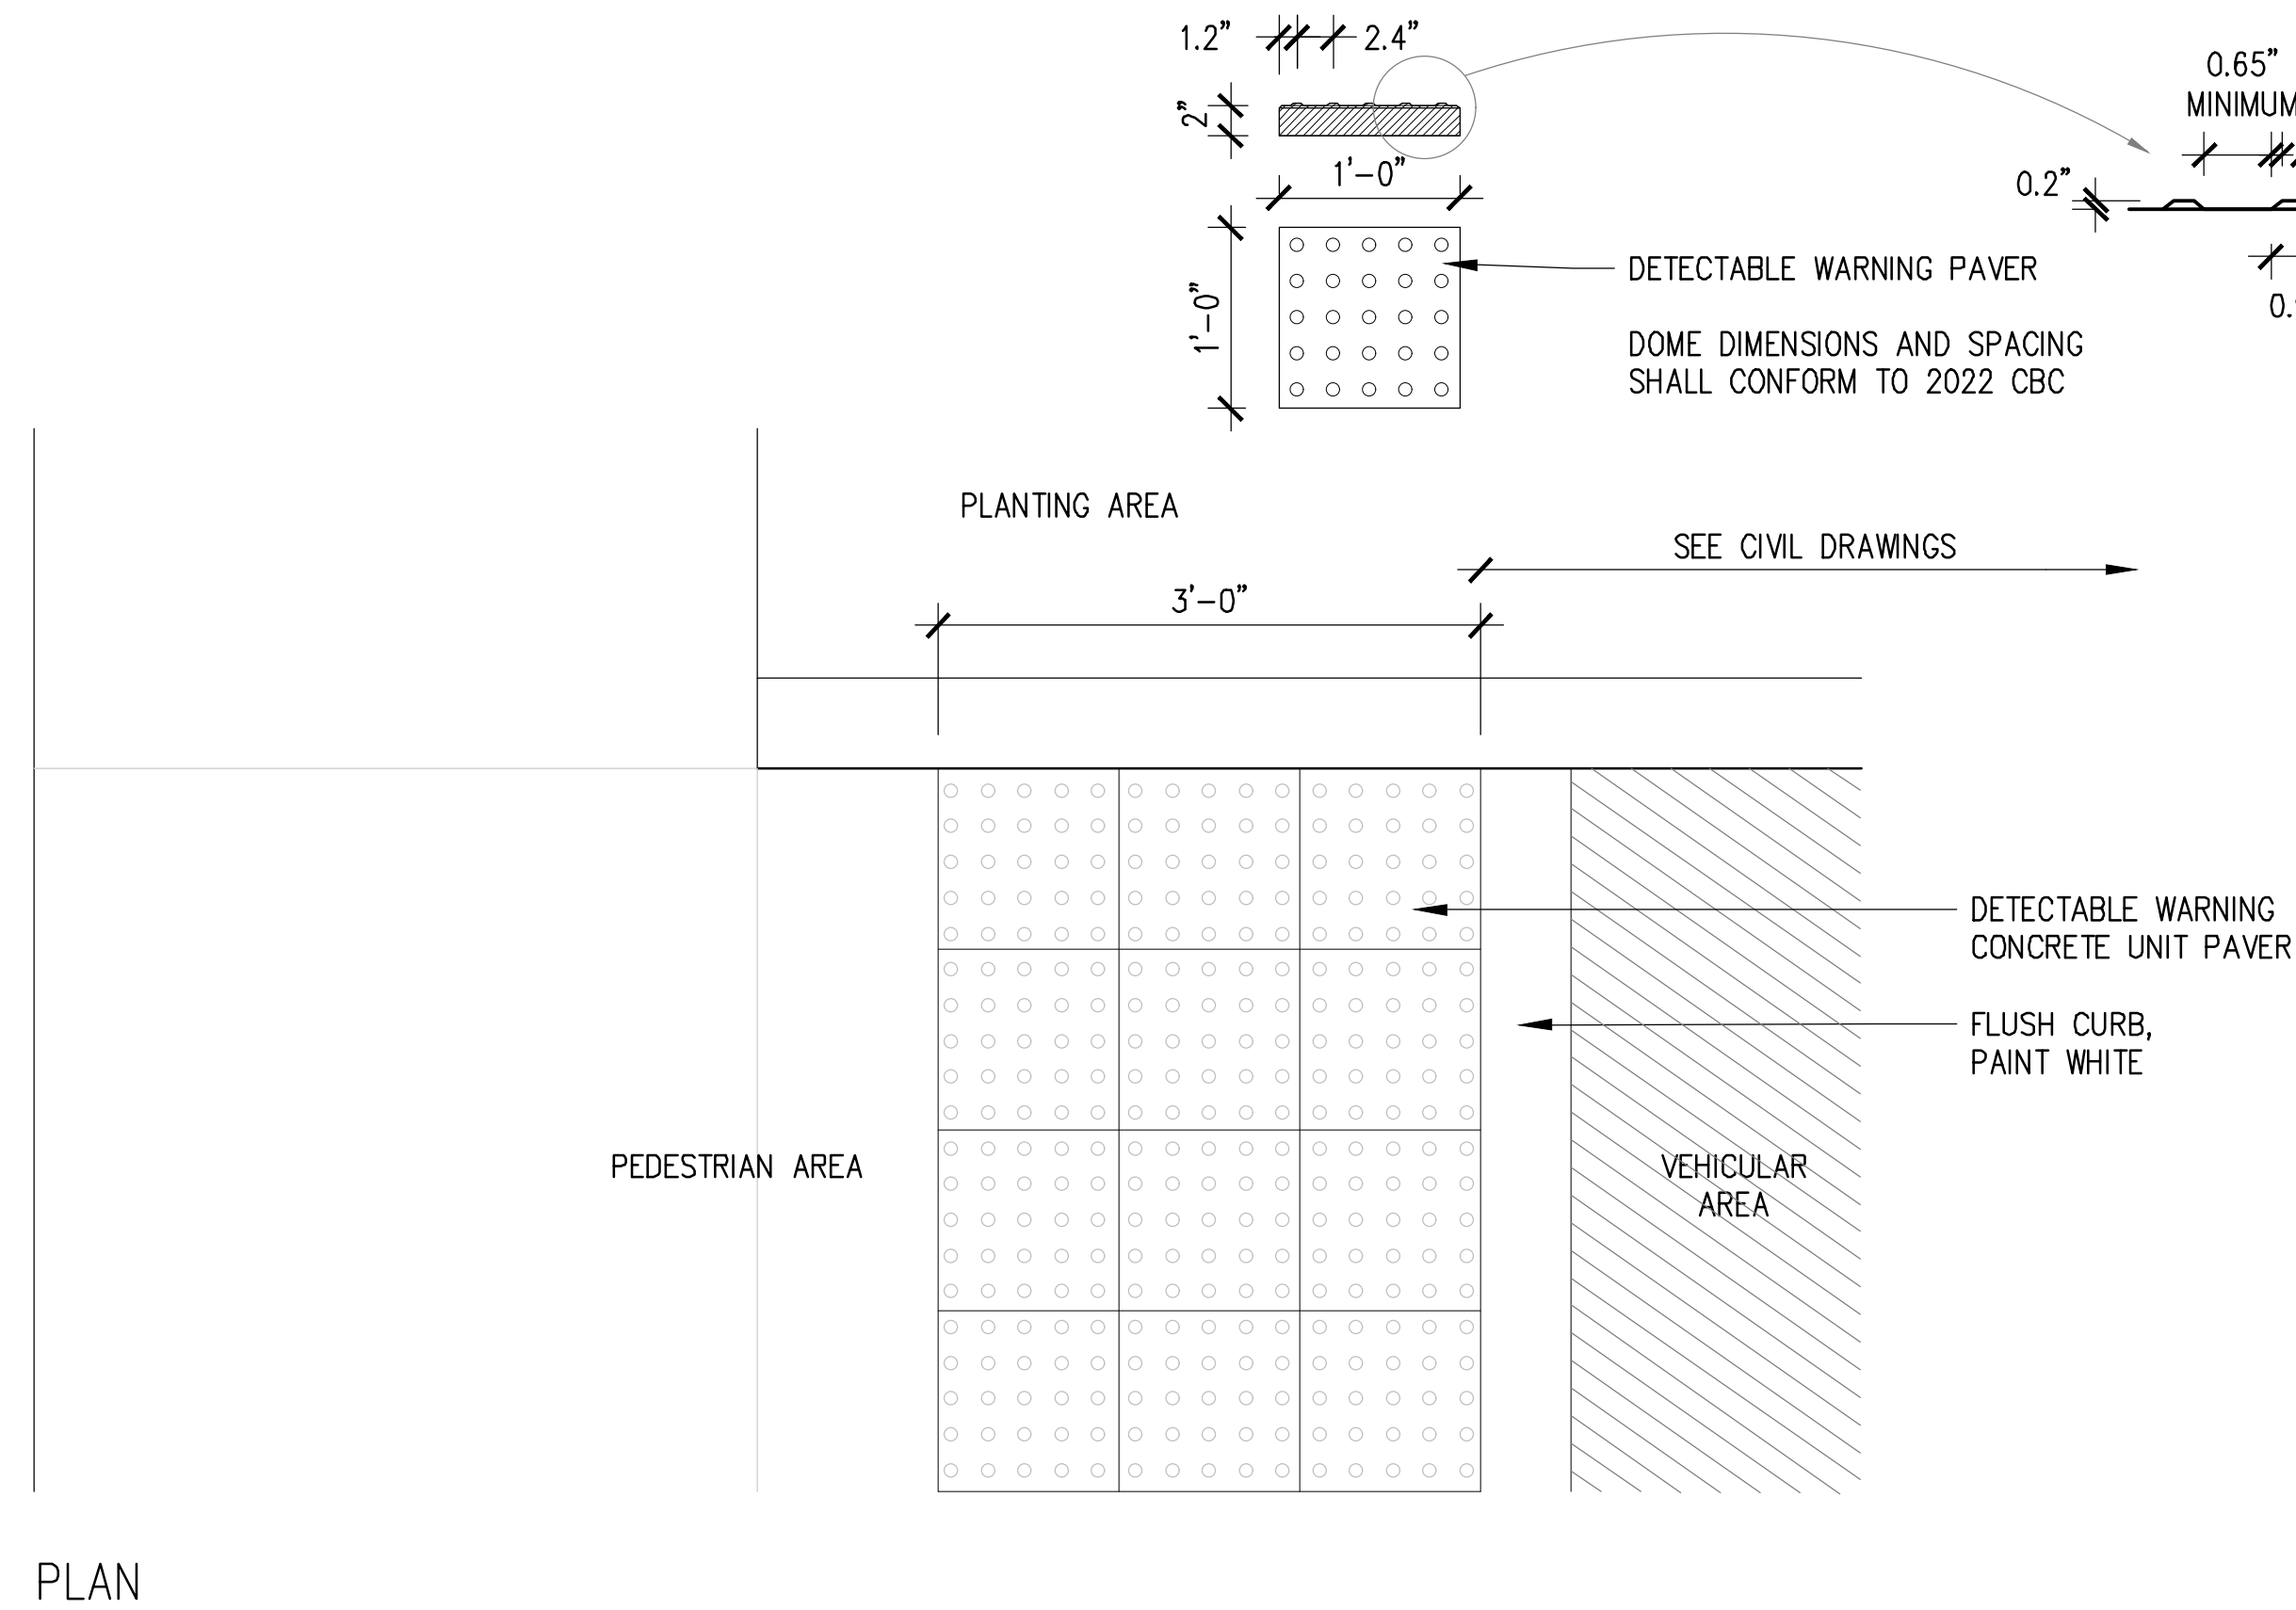 1.2" 2.4"
0.65"
MINIMUM
2"
1'-0"
0.2"
1'-0"
DETECTABLE WARNING PAVER
DOME DIMENSIONS AND SPACING
SHALL CONFORM TO 2022 CBC
PLANTING AREA
SEE CIVIL DRAWINGS
3'-0"
DETECTABLE WARNING
CONCRETE UNIT PAVER
FLUSH CURB,
PAINT WHITE
PEDESTRIAN AREA
VEHICULAR
AREA
PLAN